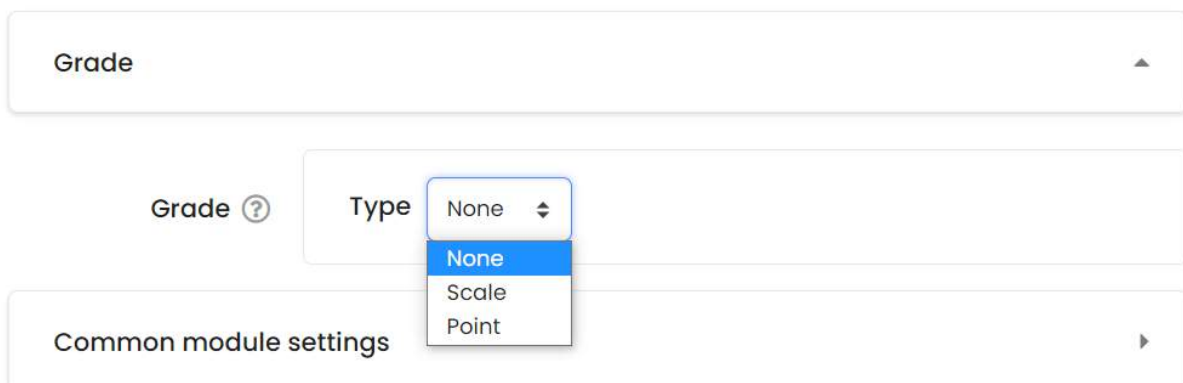 Grade
Grade ? Type None
None
Scale
Point
Common module settings